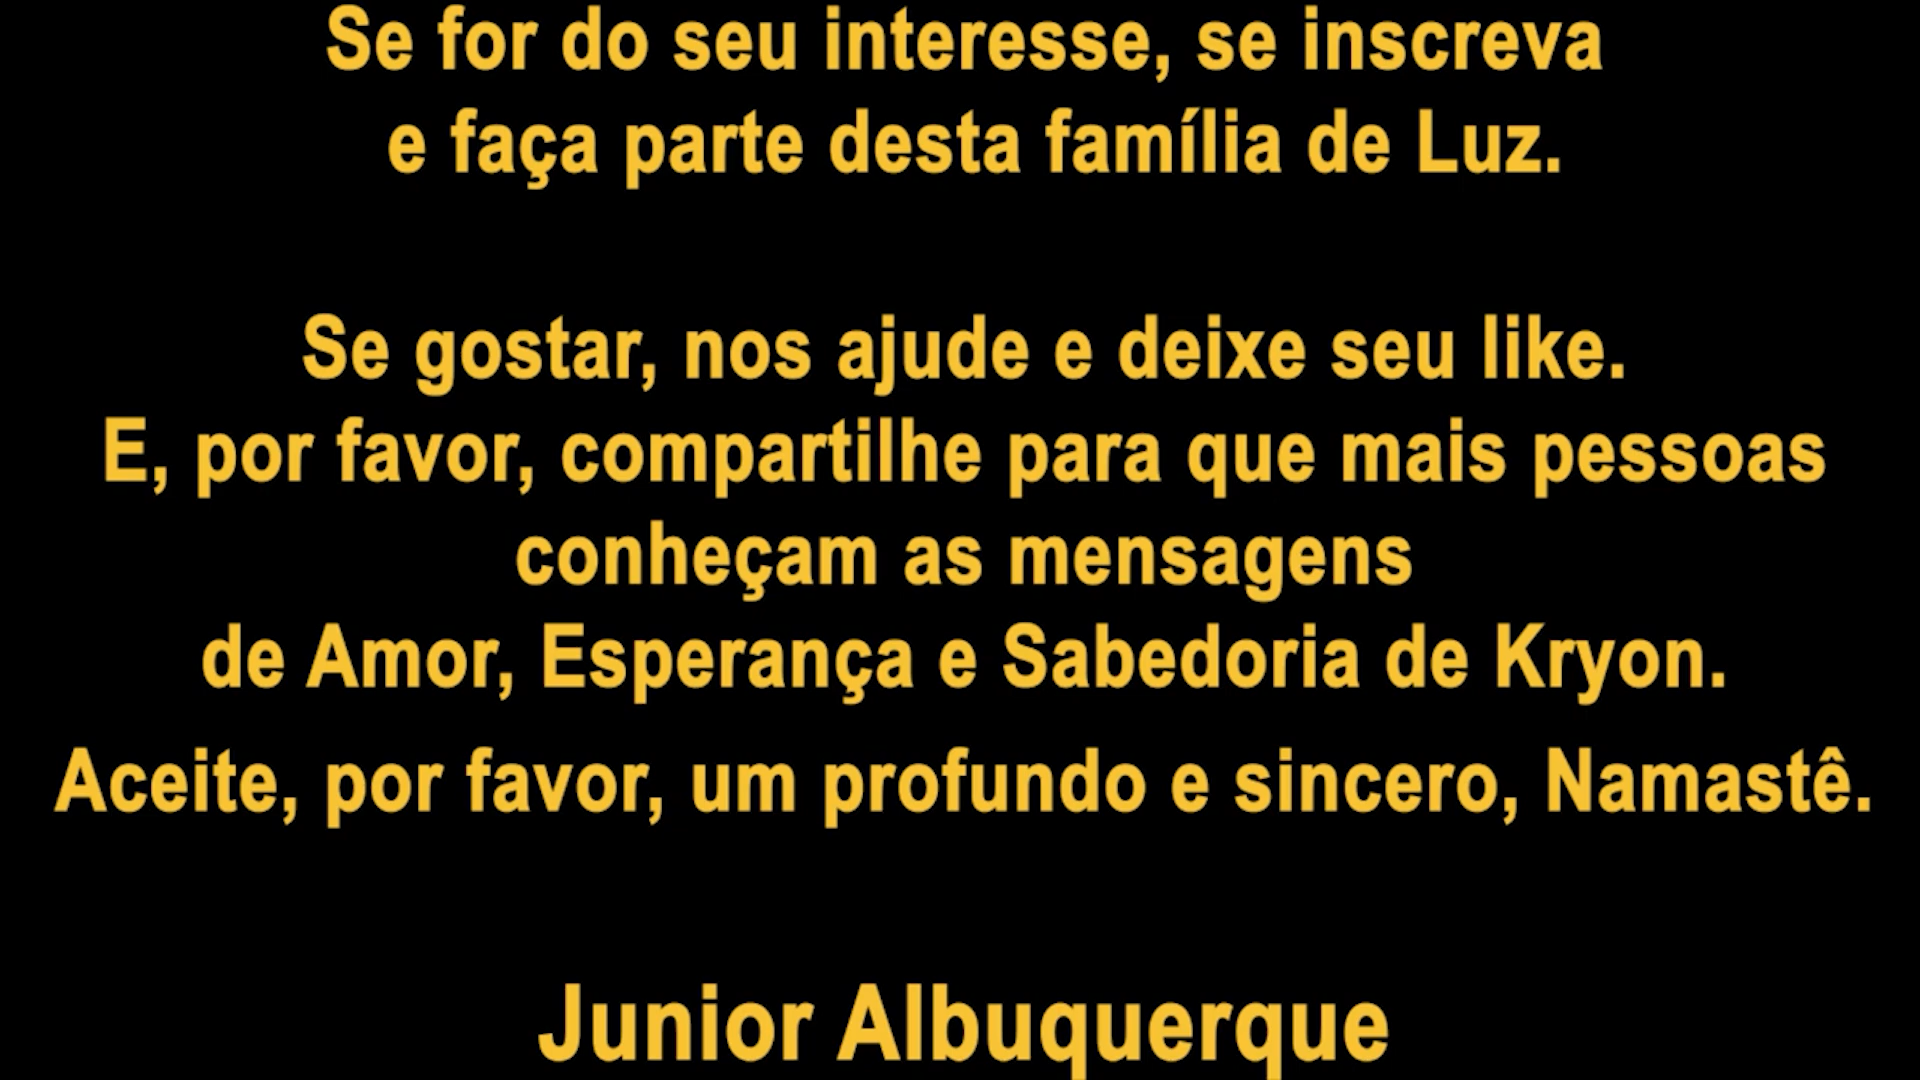 Se for do seu interesse, se inscreva
e faça parte desta família de Luz.
Se gostar, nos ajude e deixe seu like.
E, por favor, compartilhe para que mais pessoas
conheçam as mensagens
de Amor, Esperança e Sabedoria de Kryon.
Aceite, por favor, um profundo e sincero, Namastê.
Junior Albuquerque